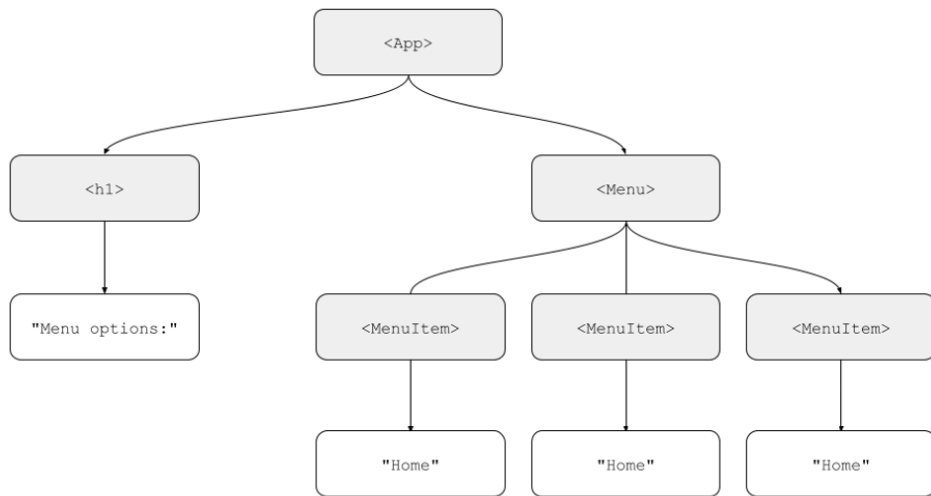 <App>
<h1>
<Menu>
"Menu options:"
<MenuItem>
<MenuItem>
<MenuItem>
"Home"
"Home"
"Home"